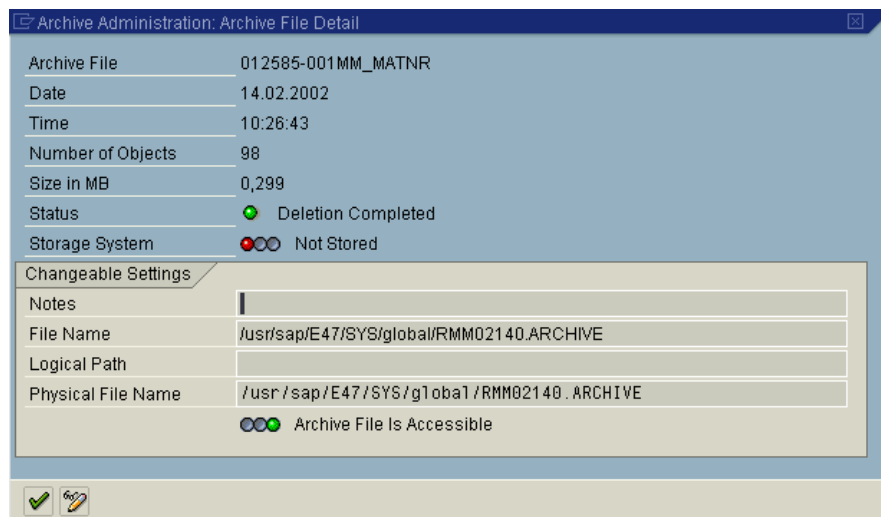 Archive Administration: Archive File Detail
Archive File 012585-001MM_MATNR
Date 14.02.2002
Time 10:26:43
Number of Objects 98
Size in MB 0,299
Status Deletion Completed
Storage System Not Stored
Changeable Settings
Notes
File Name /usr/sap/E47/SYS/global/RMM02140.ARCHIVE
Logical Path
Physical File Name /usr/sap/E47/SYS/global/RMM02140.ARCHIVE
Archive File Is Accessible